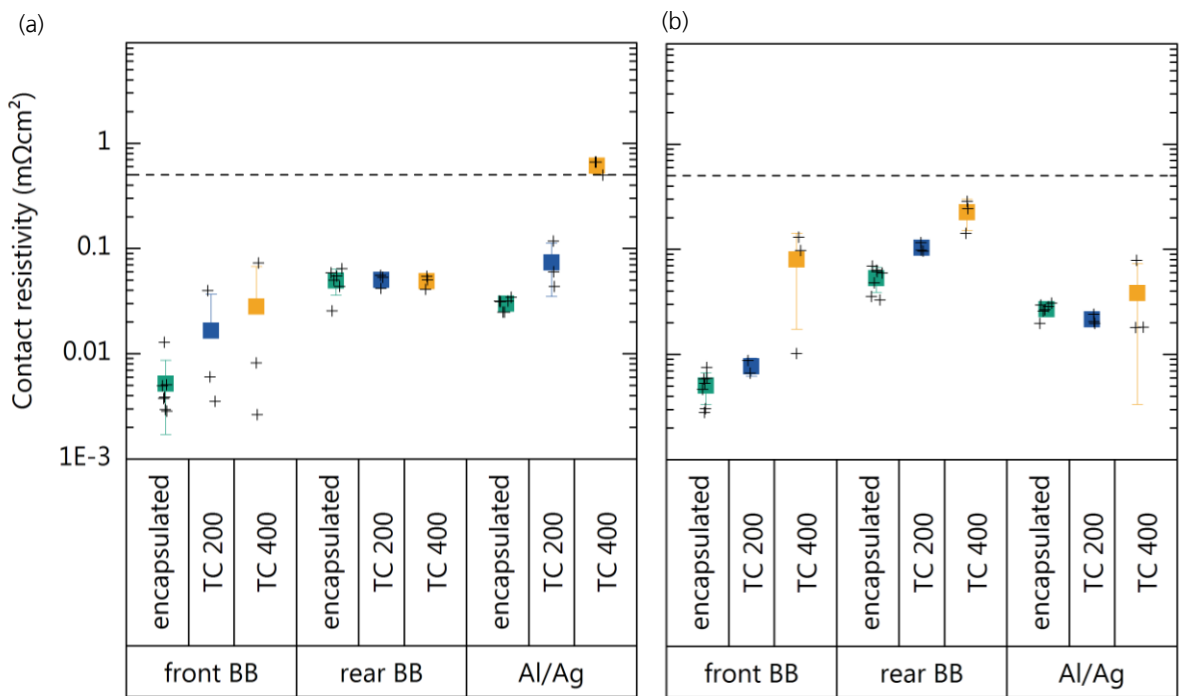 (a)
(b)
Contact resistivity (mΩcm²)
1
0.1
0.01
1E-3
encapsulated
TC 200
TC 400
encapsulated
TC 200
TC 400
encapsulated
TC 200
TC 400
front BB
rear BB
Al/Ag
encapsulated
TC 200
TC 400
encapsulated
TC 200
TC 400
encapsulated
TC 200
TC 400
front BB
rear BB
Al/Ag